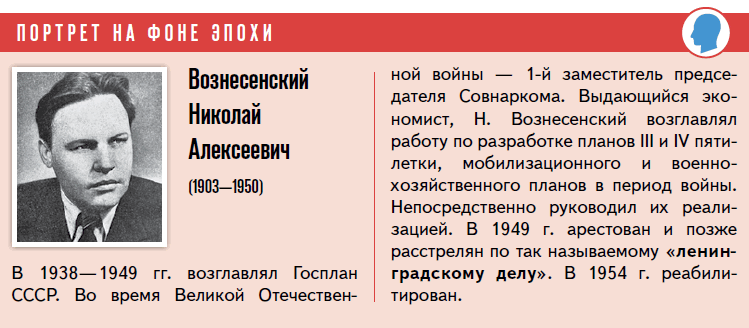 ПОРТРЕТ НА ФОНЕ ЭПОХИ
Вознесенский
Николай
Алексеевич
(1903—1950)
В 1938—1949 гг. возглавлял Госплан
СССР. Во время Великой Отечествен-
ной войны — 1-й заместитель предсе-
дателя Совнаркома. Выдающийся эко-
номист, Н. Вознесенский возглавлял
работу по разработке планов III и IV пяти-
летки, мобилизационного и военно-
хозяйственного планов в период войны.
Непосредственно руководил их реали-
зацией. В 1949 г. арестован и позже
расстрелян по так называемому «ленин-
градскому делу». В 1954 г. реабили-
тирован.